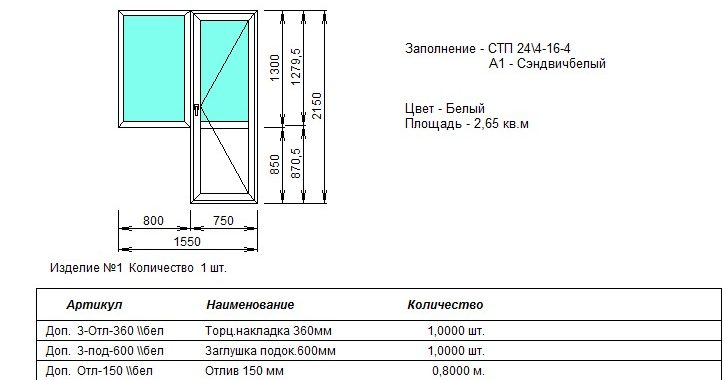 Заполнение - СТП 24\4-16-4
А1 - Сэндвичбелый
Цвет - Белый
Площадь - 2,65 кв.м
1300
1279,5
2150
850
870,5
800
750
1550
Изделие №1 Количество 1 шт.
Артикул Наименование Количество
Доп. 3-Отл-360 \\бел Торц.накладка 360мм 1,0000 шт.
Доп. 3-под-600 \\бел Заглушка подок.600мм 1,0000 шт.
Доп. Отл-150 \\бел Отлив 150 мм 0,8000 м.